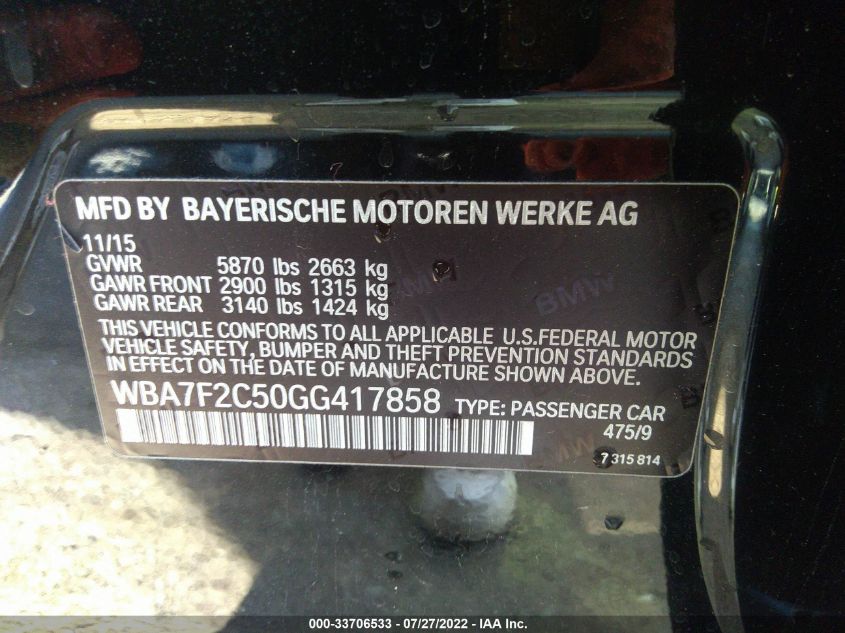 MFD BY BAYERISCHE MOTOREN WERKE AG
11/15
GVWR 5870 lbs 2663 kg
GAWR FRONT 2900 lbs 1315 kg
GAWR REAR 3140 lbs 1424 kg
THIS VEHICLE CONFORMS TO ALL APPLICABLE U.S.FEDERAL MOTOR
VEHICLE SAFETY, BUMPER AND THEFT PREVENTION STANDARDS
IN EFFECT ON THE DATE OF MANUFACTURE SHOWN ABOVE.
WBA7F2C50GG417858 TYPE: PASSENGER CAR
475/9
7 315 814
BMW
000-33706533 - 07/27/2022 - IAA Inc.